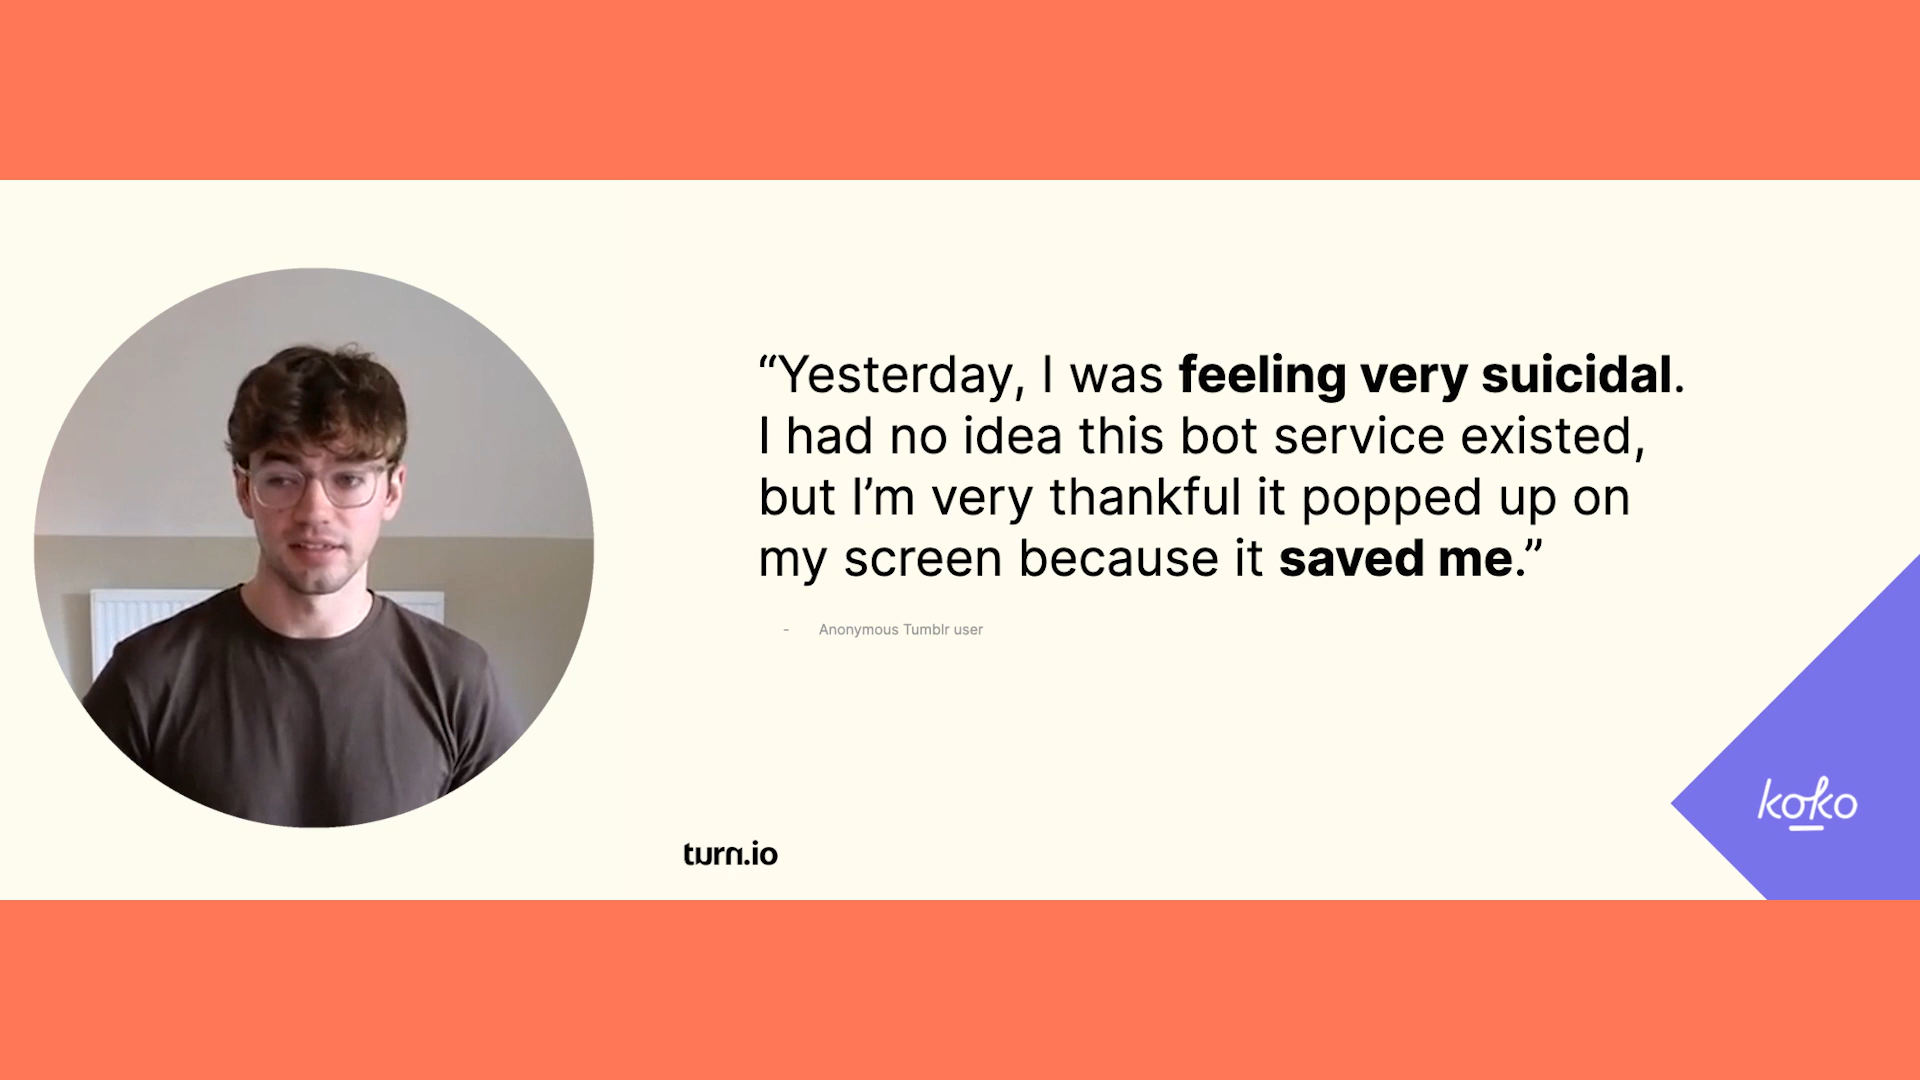 “Yesterday, I was feeling very suicidal.
I had no idea this bot service existed,
but I’m very thankful it popped up on
my screen because it saved me.”
- Anonymous Tumblr user
turn.io
koko